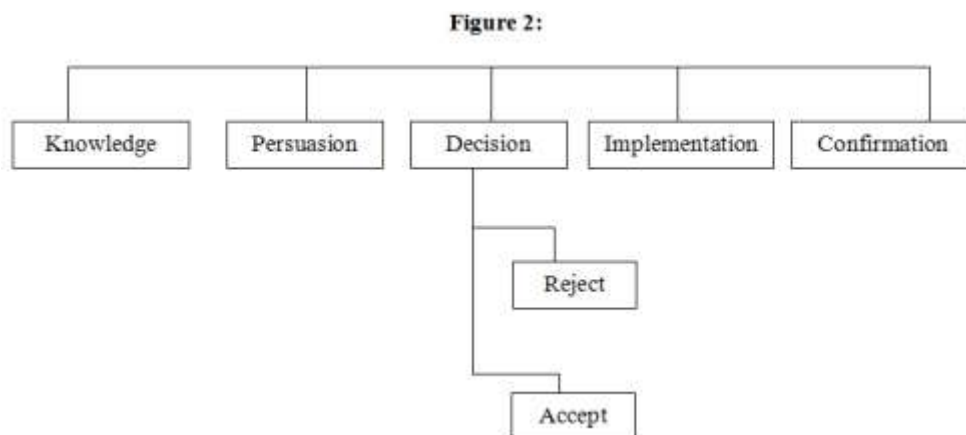 Figure 2:
Knowledge Persuasion Decision Implementation Confirmation
Reject
Accept